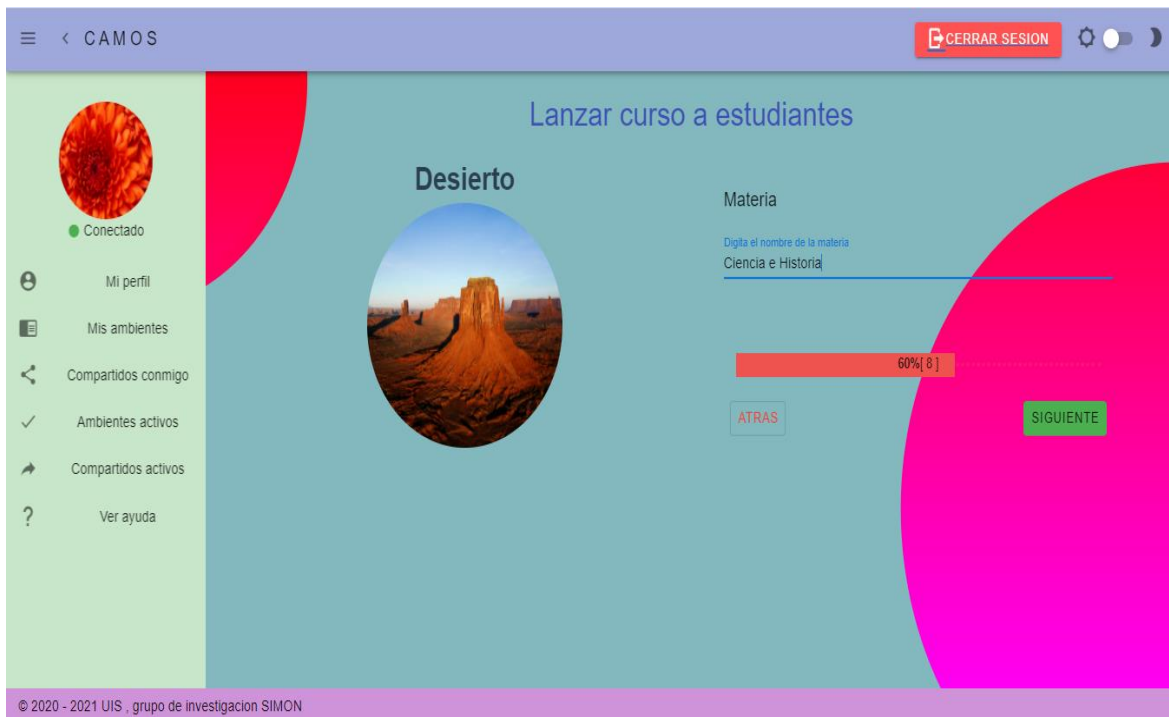 CAMOS
CERRAR SESION
Conectado
Mi perfil
Mis ambientes
Compartidos conmigo
Ambientes activos
Compartidos activos
Ver ayuda
Lanzar curso a estudiantes
Desierto
Materia
Digita el nombre de la materia
Ciencia e Historia
60%[ 8 ]
ATRAS
SIGUIENTE
© 2020 - 2021 UIS , grupo de investigacion SIMON